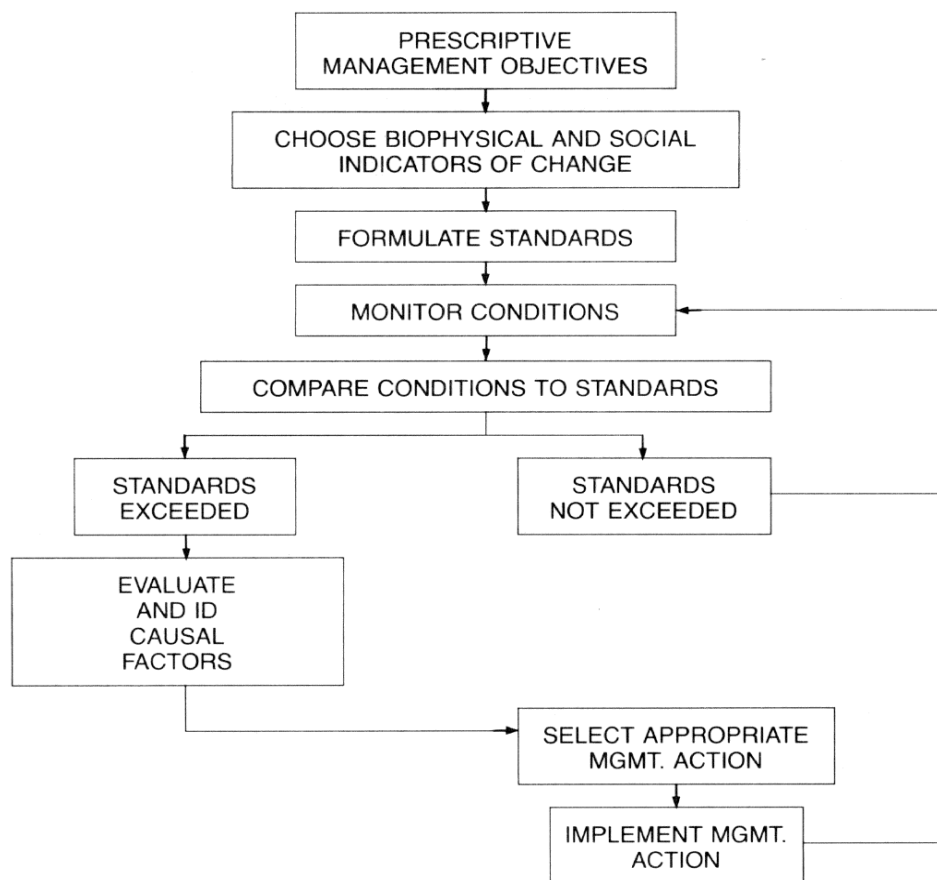 PRESCRIPTIVE
MANAGEMENT OBJECTIVES
CHOOSE BIOPHYSICAL AND SOCIAL
INDICATORS OF CHANGE
FORMULATE STANDARDS
MONITOR CONDITIONS
COMPARE CONDITIONS TO STANDARDS
STANDARDS
EXCEEDED
STANDARDS
NOT EXCEEDED
EVALUATE
AND ID
CAUSAL
FACTORS
SELECT APPROPRIATE
MGMT. ACTION
IMPLEMENT MGMT.
ACTION